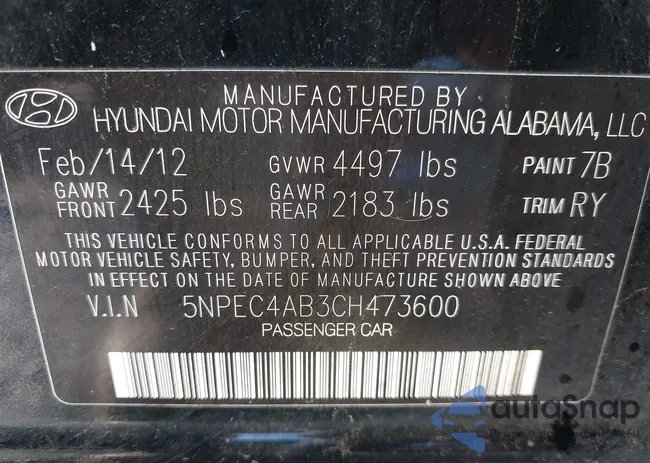 MANUFACTURED BY
HYUNDAI MOTOR MANUFACTURING ALABAMA, LLC
Feb/14/12 GVWR 4497 lbs PAINT 7B
GAWR FRONT 2425 lbs GAWR REAR 2183 lbs TRIM RY
THIS VEHICLE CONFORMS TO ALL APPLICABLE U.S.A. FEDERAL
MOTOR VEHICLE SAFETY, BUMPER, AND THEFT PREVENTION STANDARDS
IN EFFECT ON THE DATE OF MANUFACTURE SHOWN ABOVE.
V.I.N 5NPEC4AB3CH473600
PASSENGER CAR